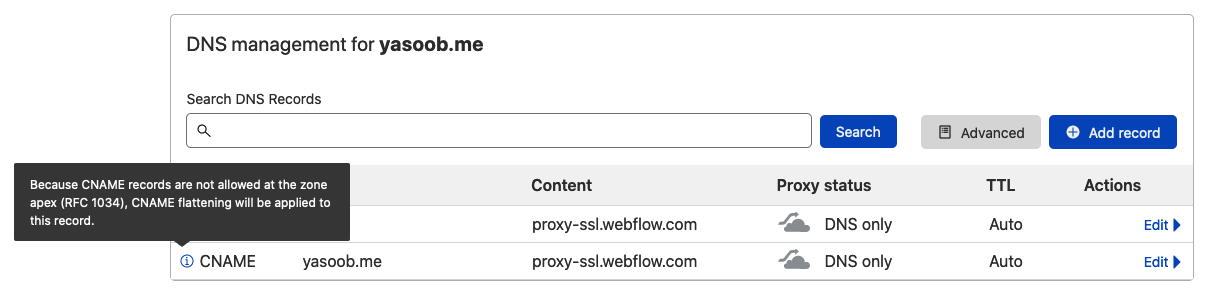 DNS management for yasoob.me
Search DNS Records
Search
Advanced
Add record
Because CNAME records are not allowed at the zone
apex (RFC 1034), CNAME flattening will be applied to
this record.
Content Proxy status TTL Actions
proxy-ssl.webflow.com DNS only Auto Edit
CNAME yasoob.me proxy-ssl.webflow.com DNS only Auto Edit